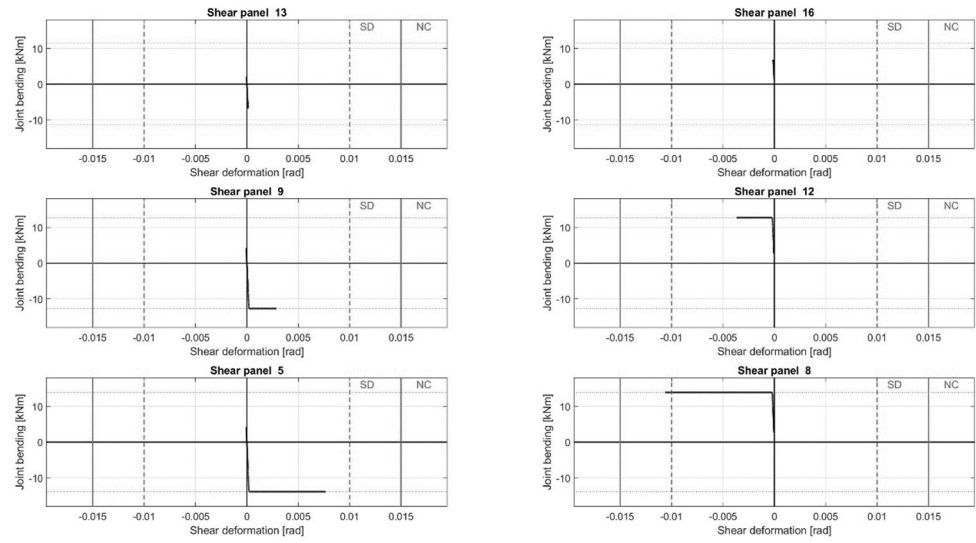 Shear panel 13
SD
NC
10
0
-10
Joint bending [kNm]
-0.015 -0.01 -0.005 0 0.005 0.01 0.015
Shear deformation [rad]
Shear panel 16
SD
NC
10
0
-10
Joint bending [kNm]
-0.015 -0.01 -0.005 0 0.005 0.01 0.015
Shear deformation [rad]
Shear panel 9
SD
NC
10
0
-10
Joint bending [kNm]
-0.015 -0.01 -0.005 0 0.005 0.01 0.015
Shear deformation [rad]
Shear panel 12
SD
NC
10
0
-10
Joint bending [kNm]
-0.015 -0.01 -0.005 0 0.005 0.01 0.015
Shear deformation [rad]
Shear panel 5
SD
NC
10
0
-10
Joint bending [kNm]
-0.015 -0.01 -0.005 0 0.005 0.01 0.015
Shear deformation [rad]
Shear panel 8
SD
NC
10
0
-10
Joint bending [kNm]
-0.015 -0.01 -0.005 0 0.005 0.01 0.015
Shear deformation [rad]